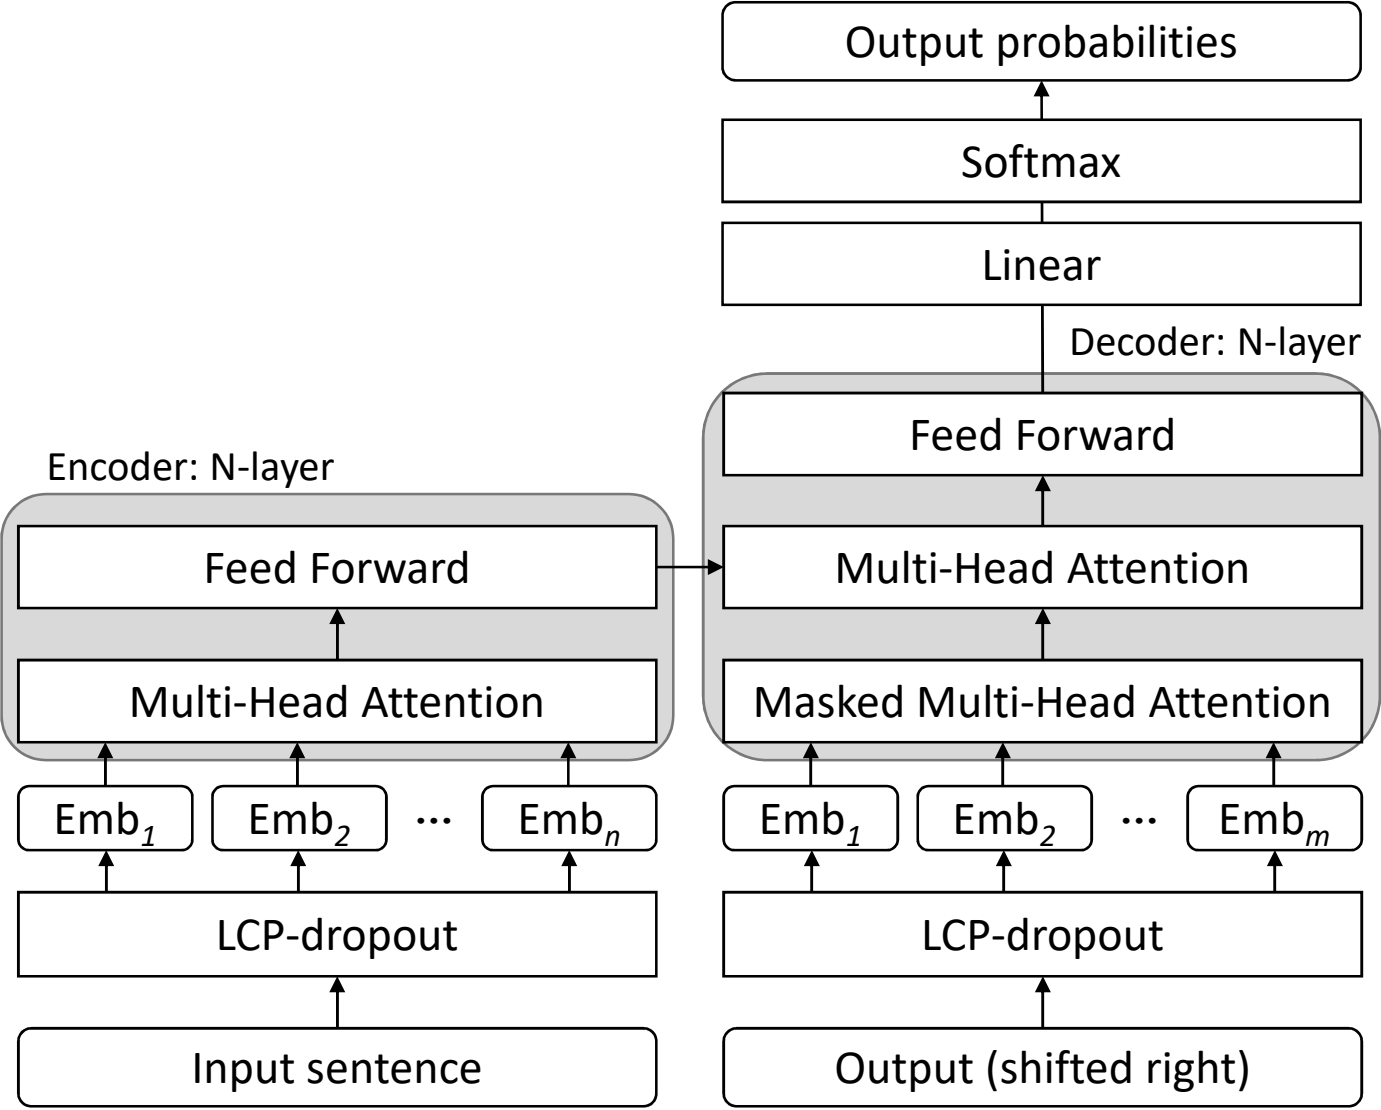 Output probabilities
Softmax
Linear
Decoder: N-layer
Feed Forward
Multi-Head Attention
Masked Multi-Head Attention
Emb1 Emb2 ... Embm
LCP-dropout
Output (shifted right)
Encoder: N-layer
Feed Forward
Multi-Head Attention
Emb1 Emb2 ... Embn
LCP-dropout
Input sentence